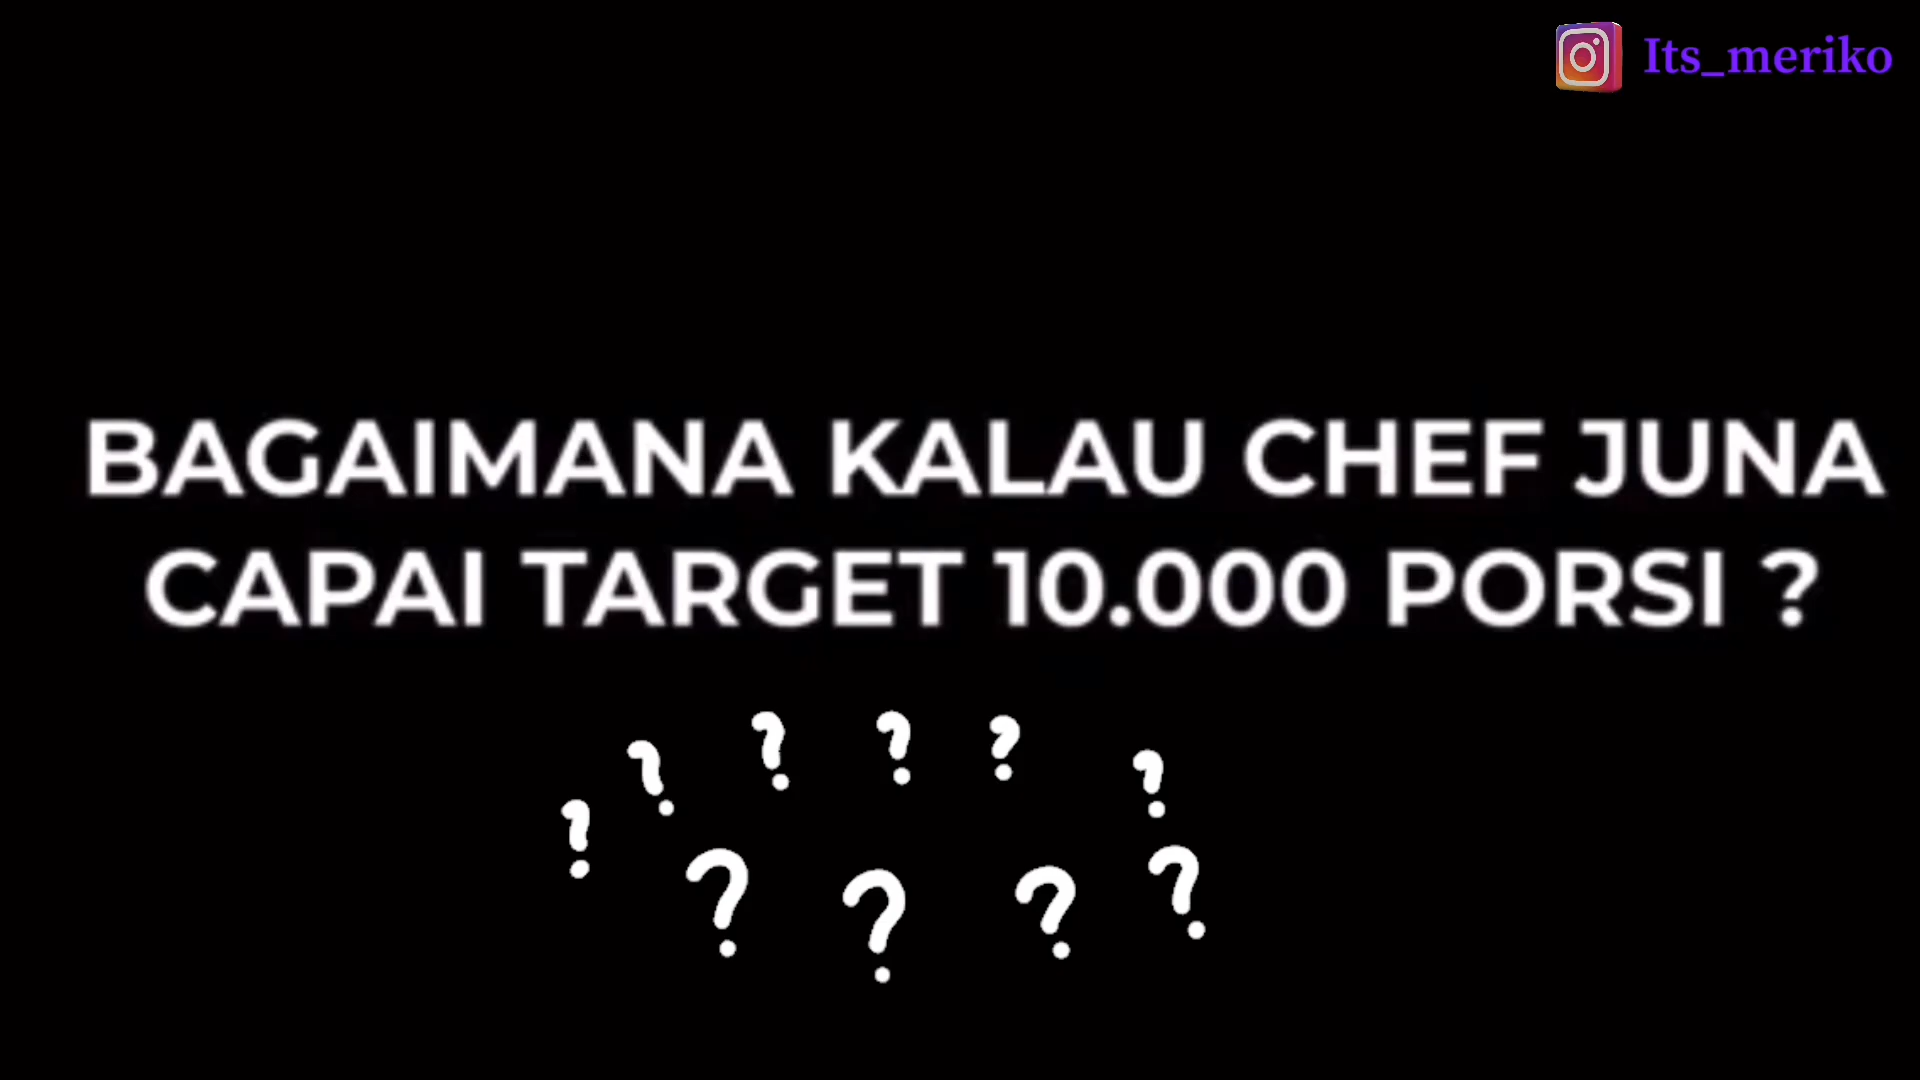 Its_meriko
BAGAIMANA KALAU CHEF JUNA
CAPAI TARGET 10.000 PORSI ?
? ? ? ? ? ?
? ? ? ?